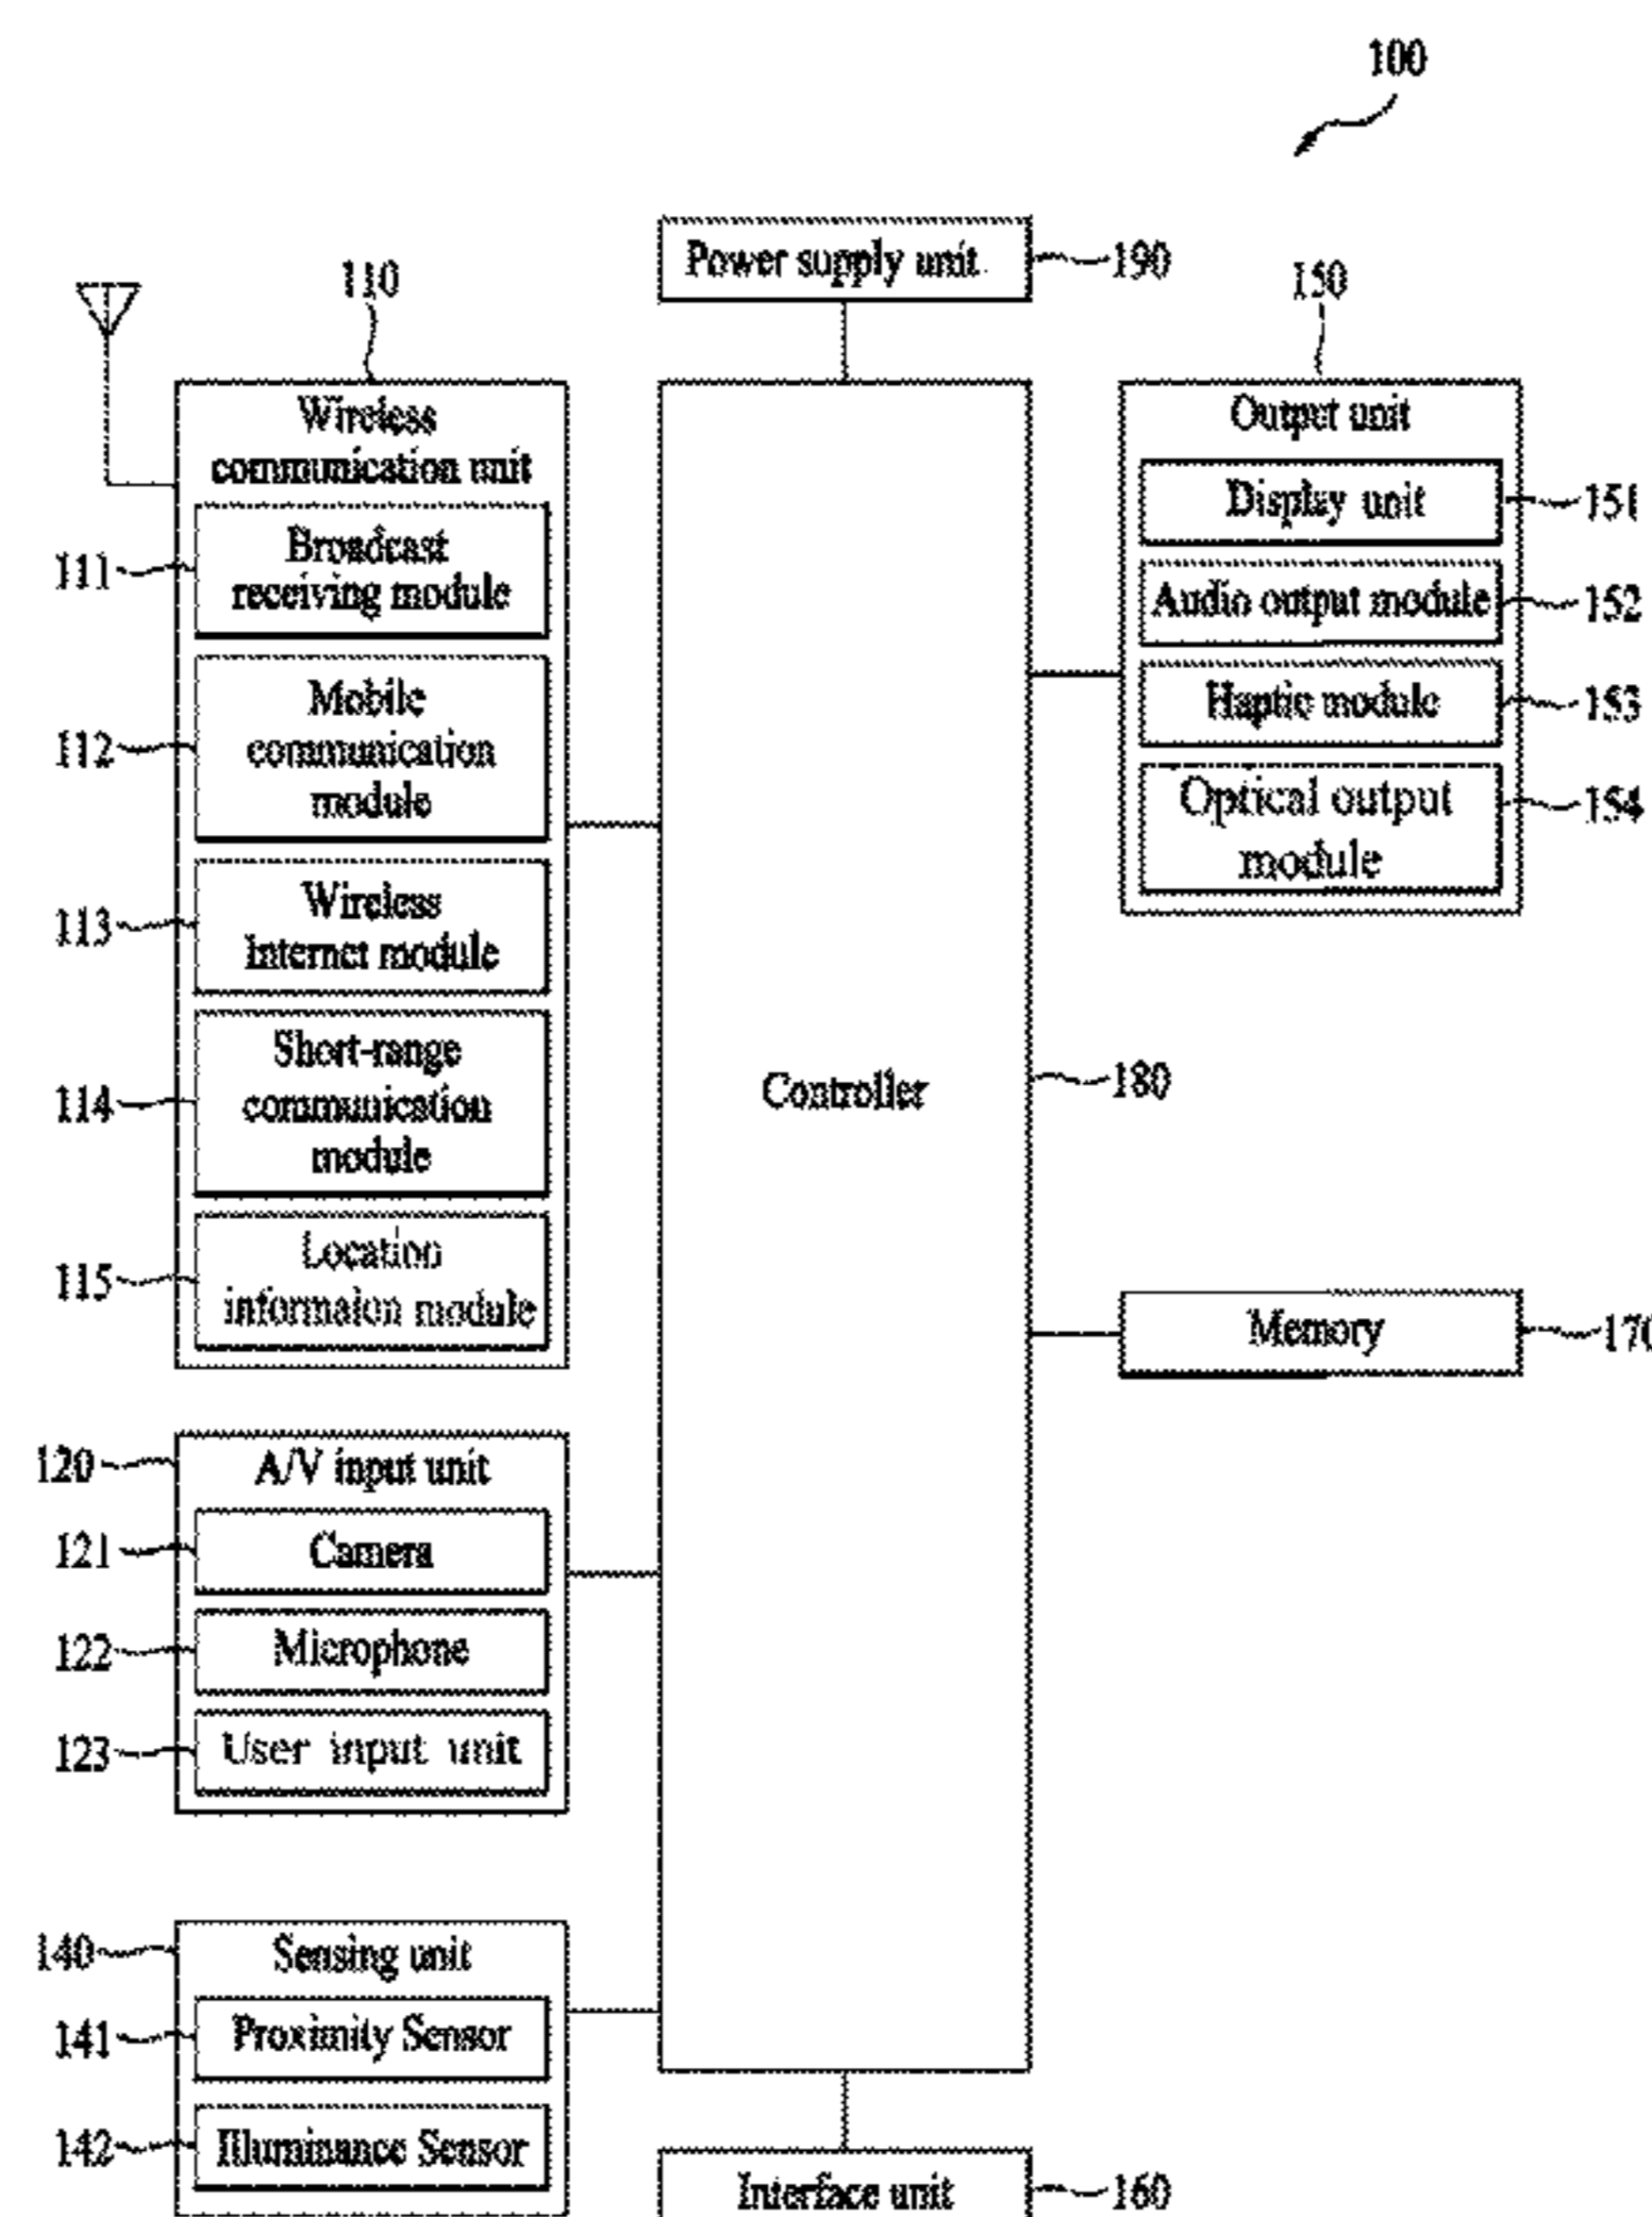 100
Power supply unit
190
110
150
Wireless
communication unit
Broadcast
receiving module
111
Mobile
communication
module
112
Wireless
Internet module
113
Short-range
communication
module
114
Location
informaion module
115
Output unit
Display unit
151
Audio output module
152
Haptic module
153
Optical output
module
154
Controller
180
Memory
170
120
A/V input unit
121
Camera
122
Microphone
123
User input unit
140
Sensing unit
141
Proximity Sensor
142
Illuminance Sensor
Interface unit
160